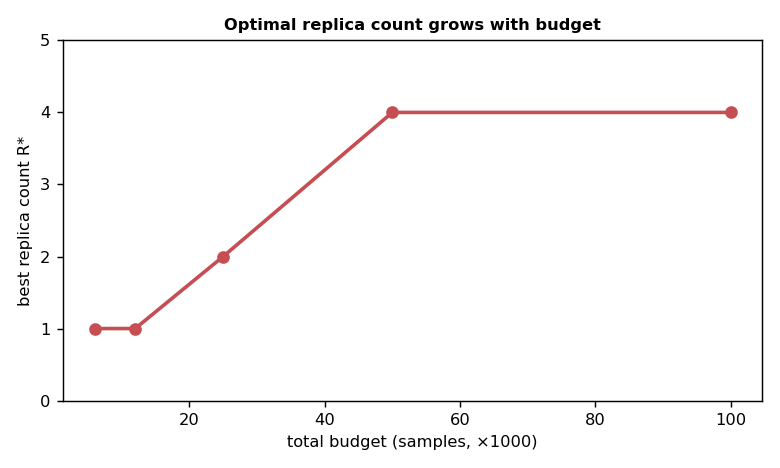 Optimal replica count grows with budget
5
4
3
2
1
0
best replica count R*
20 40 60 80 100
total budget (samples, ×1000)